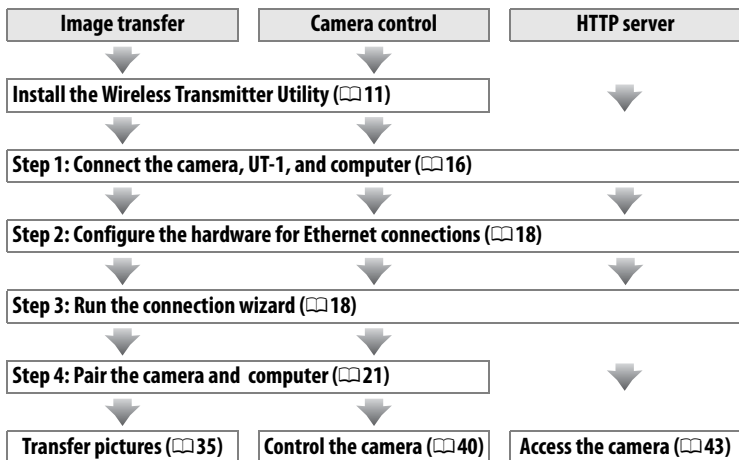 Image transfer
Camera control
HTTP server
Install the Wireless Transmitter Utility (📖11)
Step 1: Connect the camera, UT-1, and computer (📖16)
Step 2: Configure the hardware for Ethernet connections (📖18)
Step 3: Run the connection wizard (📖18)
Step 4: Pair the camera and computer (📖21)
Transfer pictures (📖35)
Control the camera (📖40)
Access the camera (📖43)